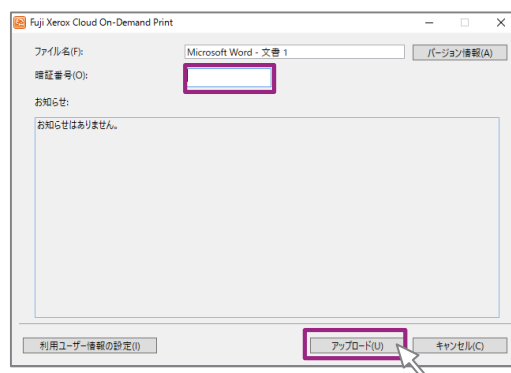 Fuji Xerox Cloud On-Demand Print
ファイル名(F): Microsoft Word - 文書 1 バージョン情報(A)
暗証番号(O):
お知らせ:
お知らせはありません。
利用ユーザー情報の設定(I) アップロード(U) キャンセル(C)